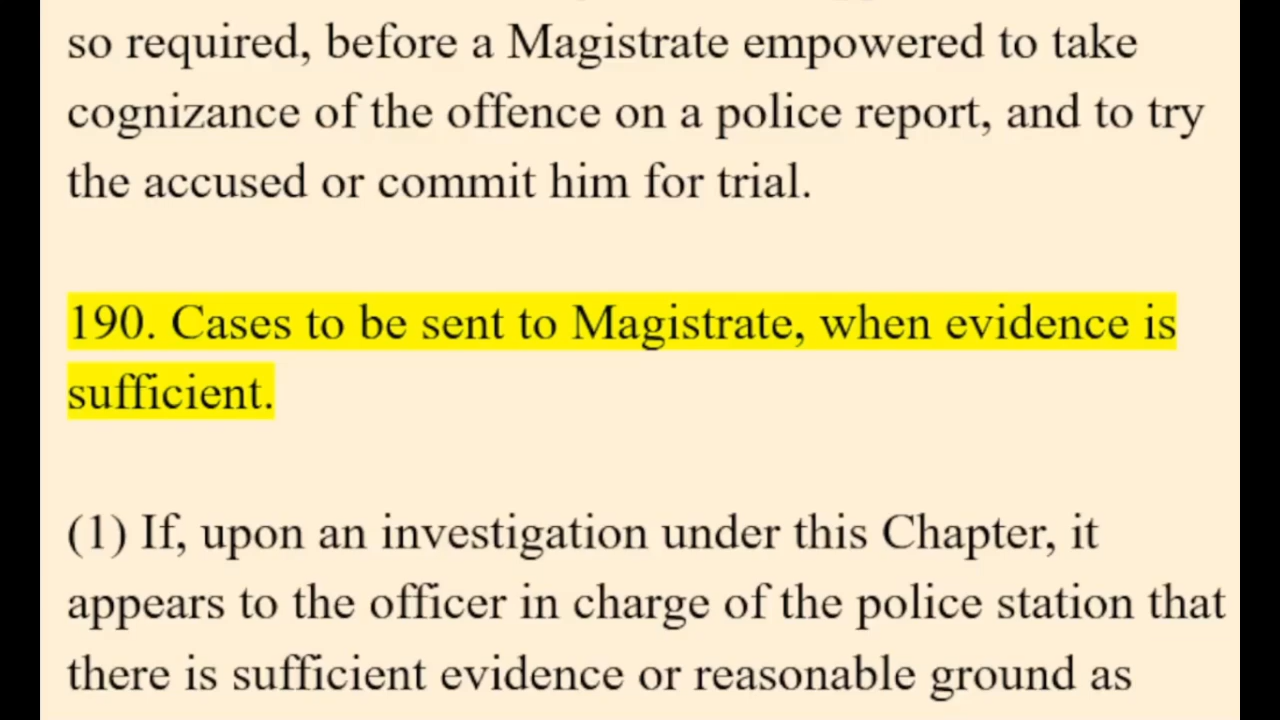 so required, before a Magistrate empowered to take
cognizance of the offence on a police report, and to try
the accused or commit him for trial.
190. Cases to be sent to Magistrate, when evidence is
sufficient.
(1) If, upon an investigation under this Chapter, it
appears to the officer in charge of the police station that
there is sufficient evidence or reasonable ground as